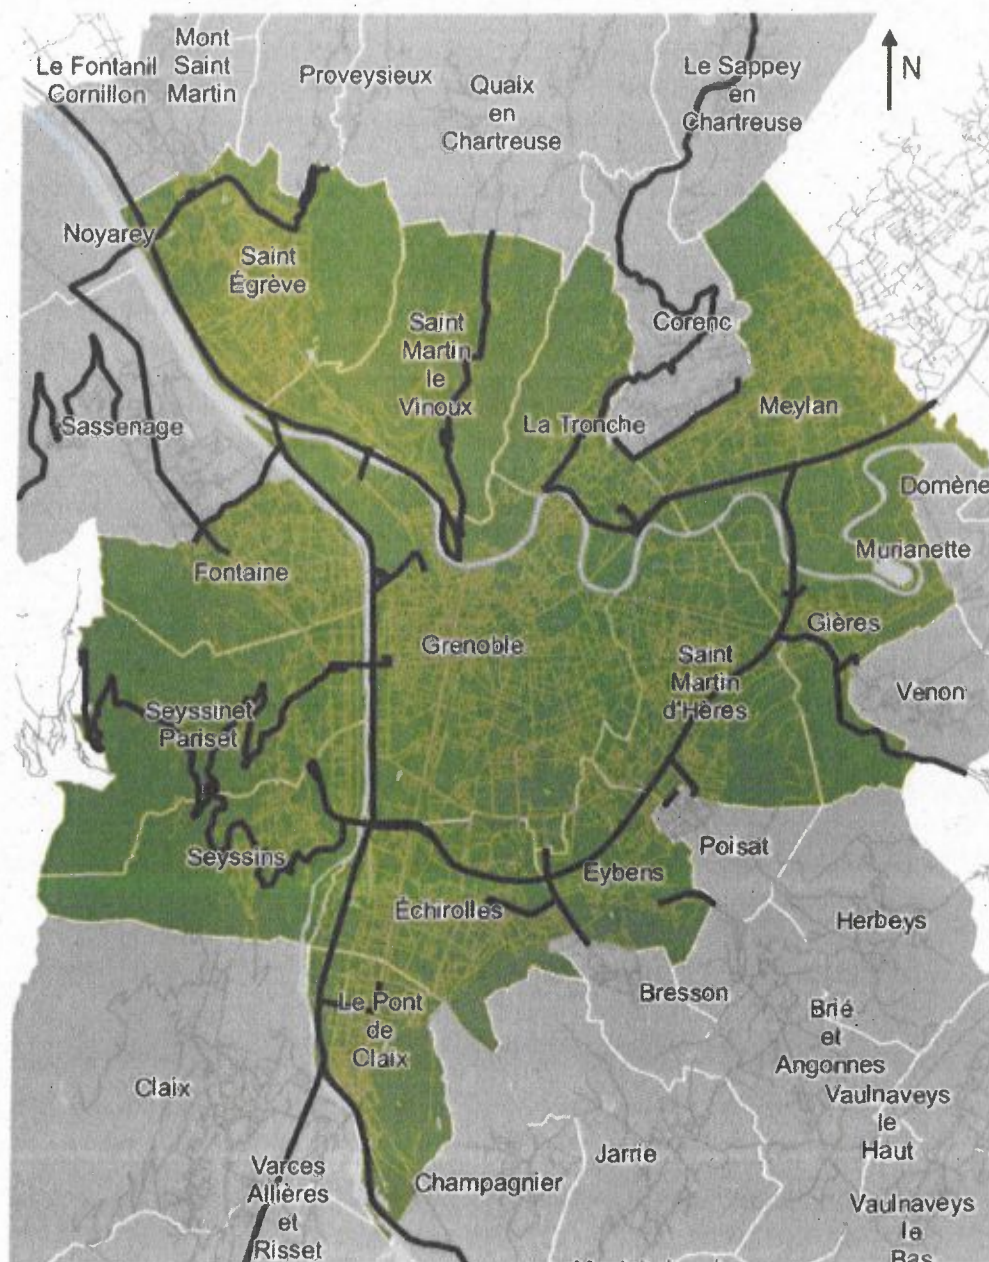 Mont
Saint
Martin
Le Fontanil
Cornillon
Proveysieux
Quaix
en
Chartreuse
Le Sappey
en
Chartreuse
N
Noyarey
Saint
Égrève
Saint
Martin
le
Vinoux
Corenc
La Tronche
Meylan
Sassenage
Domène
Murianette
Fontaine
Grenoble
Gières
Saint
Martin
d'Hères
Venon
Seyssinet
Pariset
Seyssins
Poisat
Eybens
Échirolles
Herbeys
Bresson
Le Pont
de
Claix
Brié
et
Angonnes
Claix
Vaulnaveys
le
Haut
Jarrie
Varces
Allières
et
Risset
Champagnier
Vaulnaveys
le
Bas